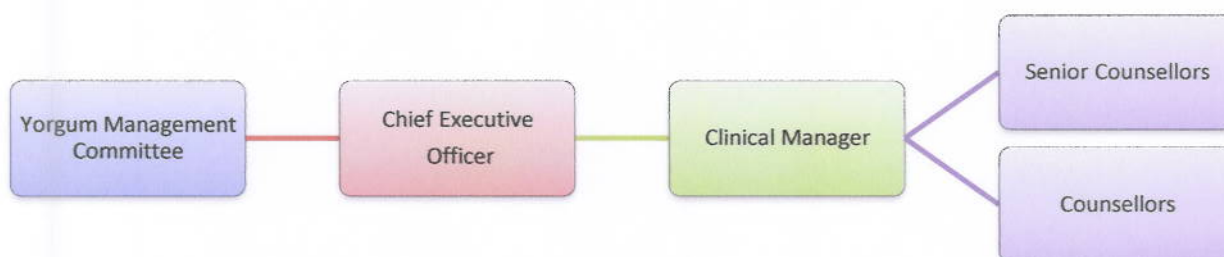 Yorgum Management
Committee
Chief Executive
Officer
Clinical Manager
Senior Counsellors
Counsellors